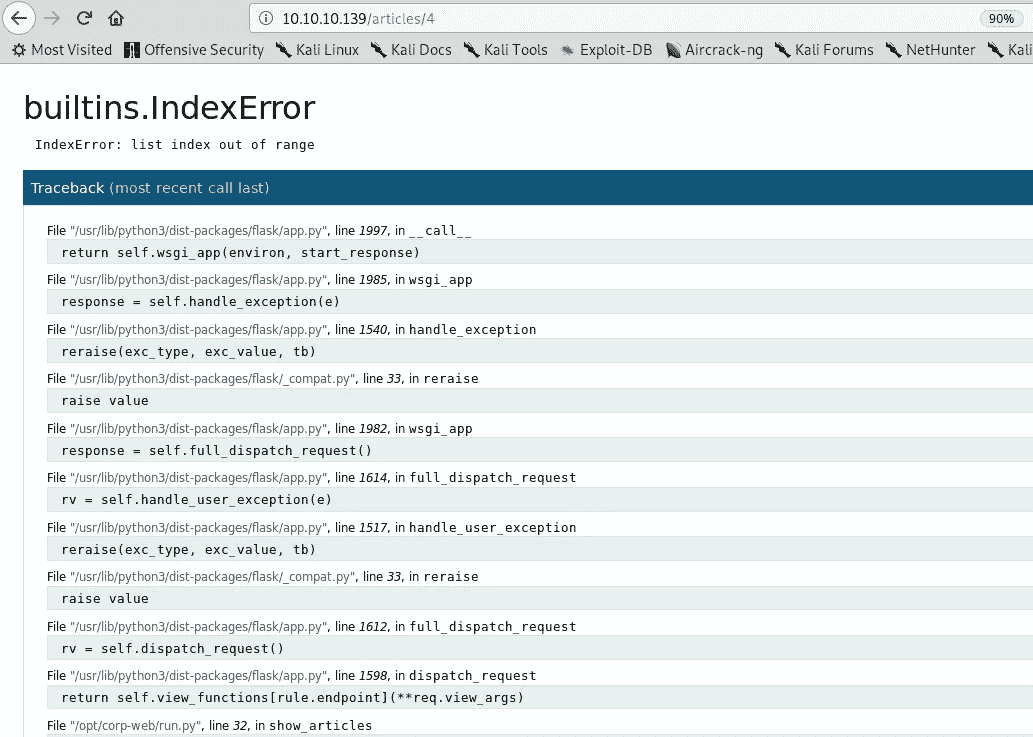 10.10.10.139/articles/4 90%
Most Visited Offensive Security Kali Linux Kali Docs Kali Tools Exploit-DB Aircrack-ng Kali Forums NetHunter Kali
builtins.IndexError
IndexError: list index out of range
Traceback (most recent call last)
File "/usr/lib/python3/dist-packages/flask/app.py", line 1997, in __call__
return self.wsgi_app(environ, start_response)
File "/usr/lib/python3/dist-packages/flask/app.py", line 1985, in wsgi_app
response = self.handle_exception(e)
File "/usr/lib/python3/dist-packages/flask/app.py", line 1540, in handle_exception
reraise(exc_type, exc_value, tb)
File "/usr/lib/python3/dist-packages/flask/_compat.py", line 33, in reraise
raise value
File "/usr/lib/python3/dist-packages/flask/app.py", line 1982, in wsgi_app
response = self.full_dispatch_request()
File "/usr/lib/python3/dist-packages/flask/app.py", line 1614, in full_dispatch_request
rv = self.handle_user_exception(e)
File "/usr/lib/python3/dist-packages/flask/app.py", line 1517, in handle_user_exception
reraise(exc_type, exc_value, tb)
File "/usr/lib/python3/dist-packages/flask/_compat.py", line 33, in reraise
raise value
File "/usr/lib/python3/dist-packages/flask/app.py", line 1612, in full_dispatch_request
rv = self.dispatch_request()
File "/usr/lib/python3/dist-packages/flask/app.py", line 1598, in dispatch_request
return self.view_functions[rule.endpoint](**req.view_args)
File "/opt/corp-web/run.py", line 32, in show_articles